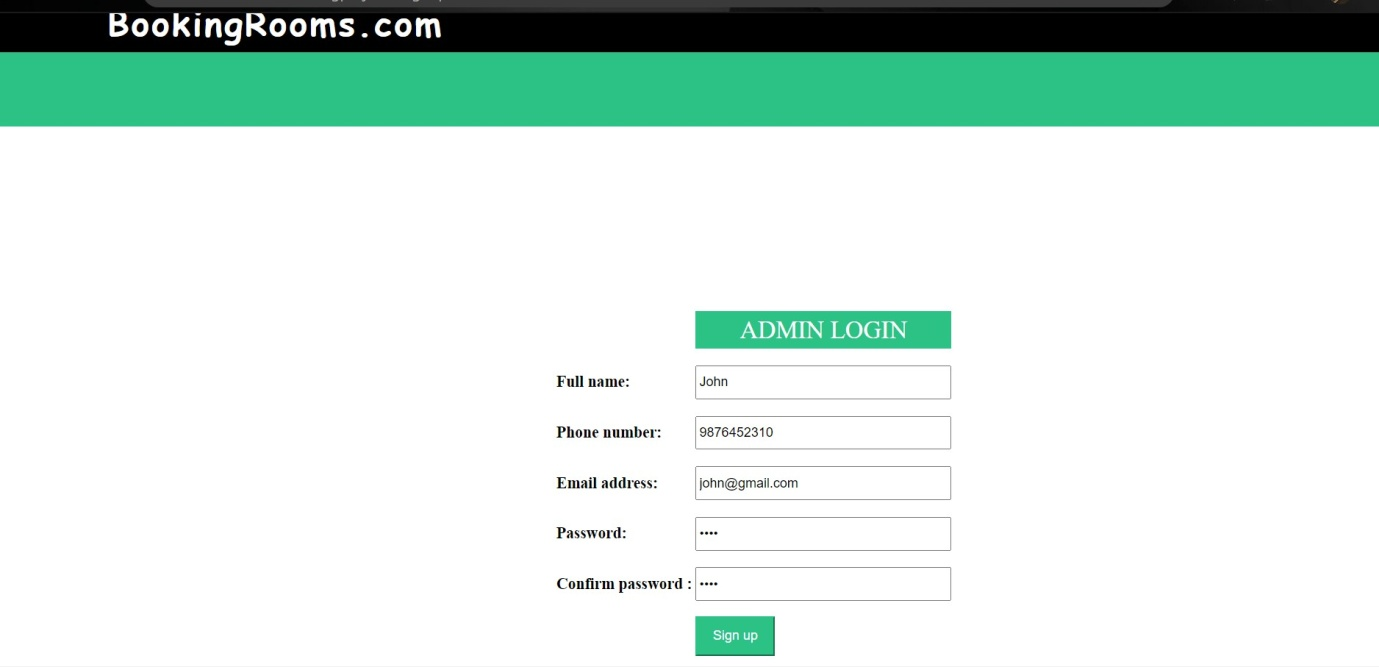 BookingRooms.com
ADMIN LOGIN
Full name: John
Phone number: 9876452310
Email address: john@gmail.com
Password: ••••
Confirm password : ••••
Sign up